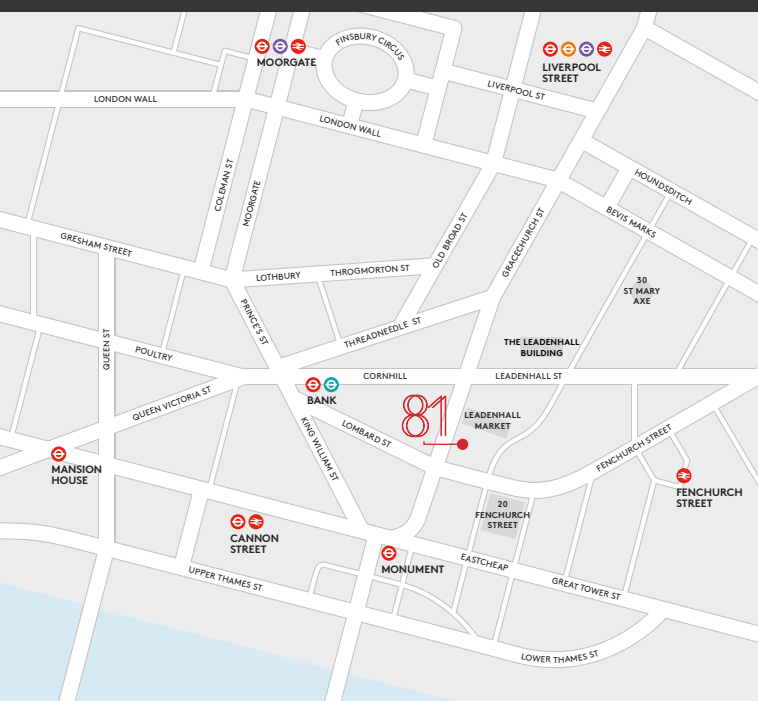 FINSBURY CIRCUS
MOORGATE
LIVERPOOL
STREET
LIVERPOOL ST
LONDON WALL
LONDON WALL
COLEMAN ST
MOORGATE
HOUNDSDITCH
BEVIS MARKS
OLD BROAD ST
GRACECHURCH ST
GRESHAM STREET
LOTHBURY
THROGMORTON ST
30
ST MARY
AXE
PRINCE'S ST
THREADNEEDLE ST
QUEEN ST
POULTRY
THE LEADENHALL
BUILDING
CORNHILL
LEADENHALL ST
BANK
QUEEN VICTORIA ST
81
LEADENHALL
MARKET
KING WILLIAM ST
LOMBARD ST
FENCHURCH STREET
MANSION
HOUSE
FENCHURCH
STREET
20
FENCHURCH
STREET
CANNON
STREET
MONUMENT
EASTCHEAP
UPPER THAMES ST
GREAT TOWER ST
LOWER THAMES ST